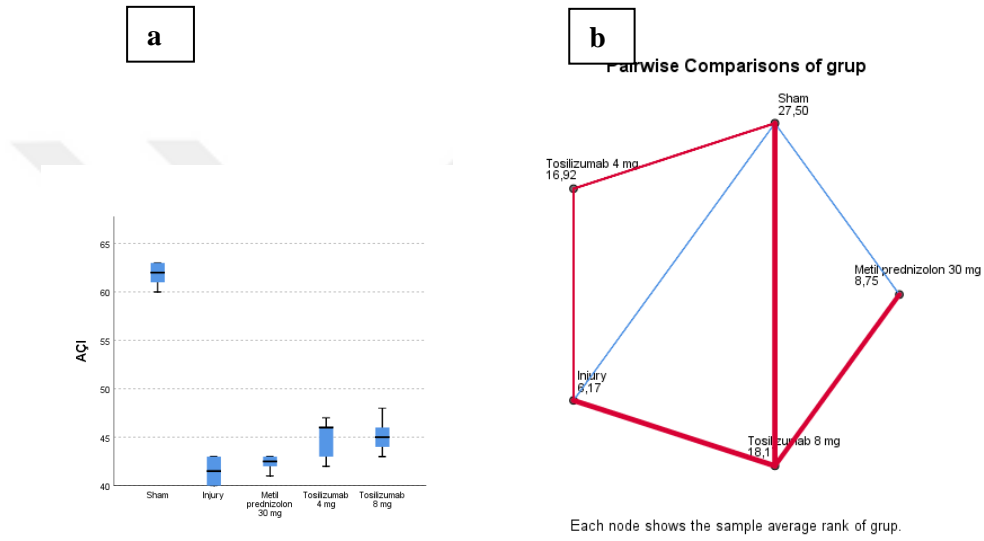 a
b
Pairwise Comparisons of grup
Sham
27,50
Tosilizumab 4 mg
16,92
Metil prednizolon 30 mg
8,75
Injury
6,17
Tosilizumab 8 mg
18,1
Each node shows the sample average rank of grup.
AÇI
65
60
55
50
45
40
Sham
Injury
Metil
prednizolon
30 mg
Tosilizumab
4 mg
Tosilizumab
8 mg